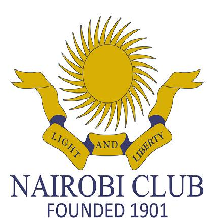 LIGHT AND LIBERTY
NAIROBI CLUB
FOUNDED 1901